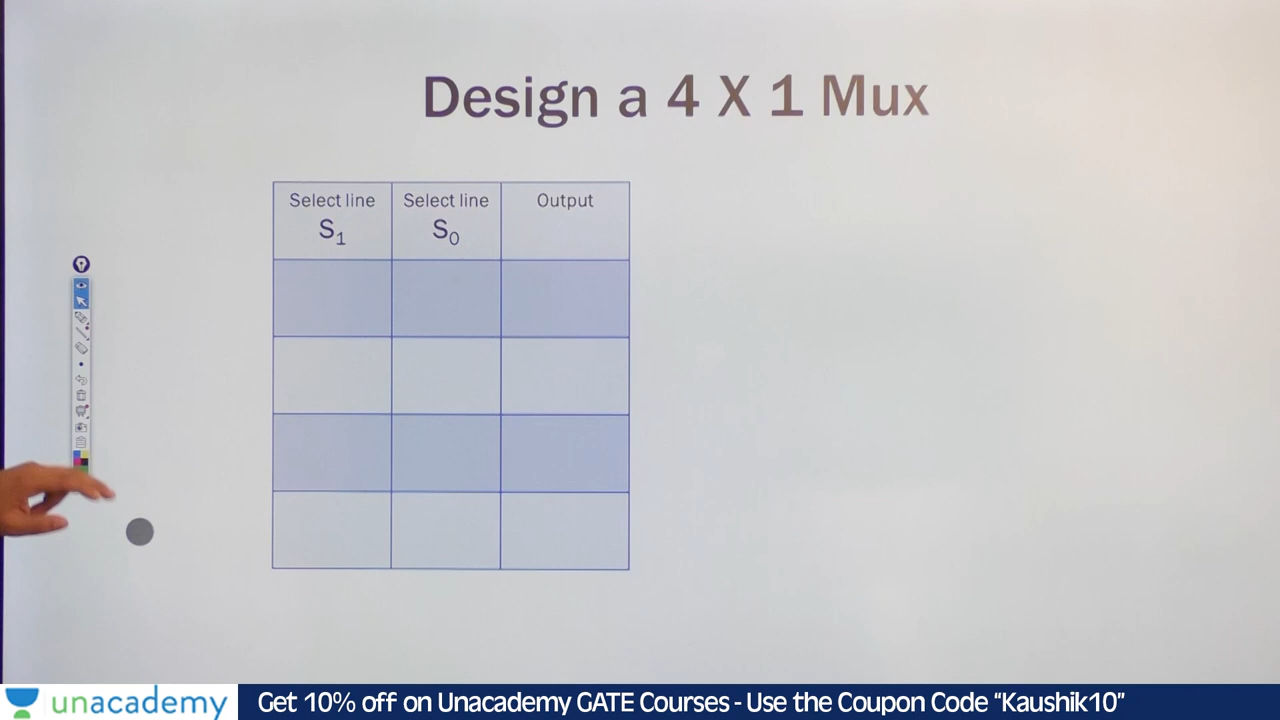 Design a 4 X 1 Mux
Select line Select line Output
S₁ S₀
unacademy
Get 10% off on Unacademy GATE Courses - Use the Coupon Code “Kaushik10”